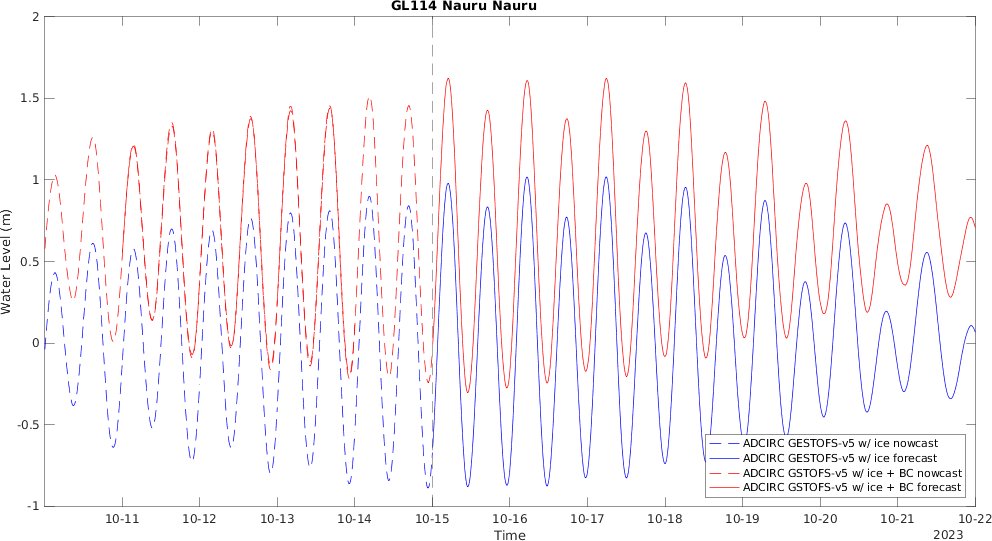 GL114 Nauru Nauru
2
1.5
1
0.5
0
-0.5
-1
Water Level (m)
ADCIRC GESTOFS-v5 w/ ice nowcast
ADCIRC GESTOFS-v5 w/ ice forecast
ADCIRC GSTOFS-v5 w/ ice + BC nowcast
ADCIRC GSTOFS-v5 w/ ice + BC forecast
10-11 10-12 10-13 10-14 10-15 10-16 10-17 10-18 10-19 10-20 10-21 10-22
Time
2023